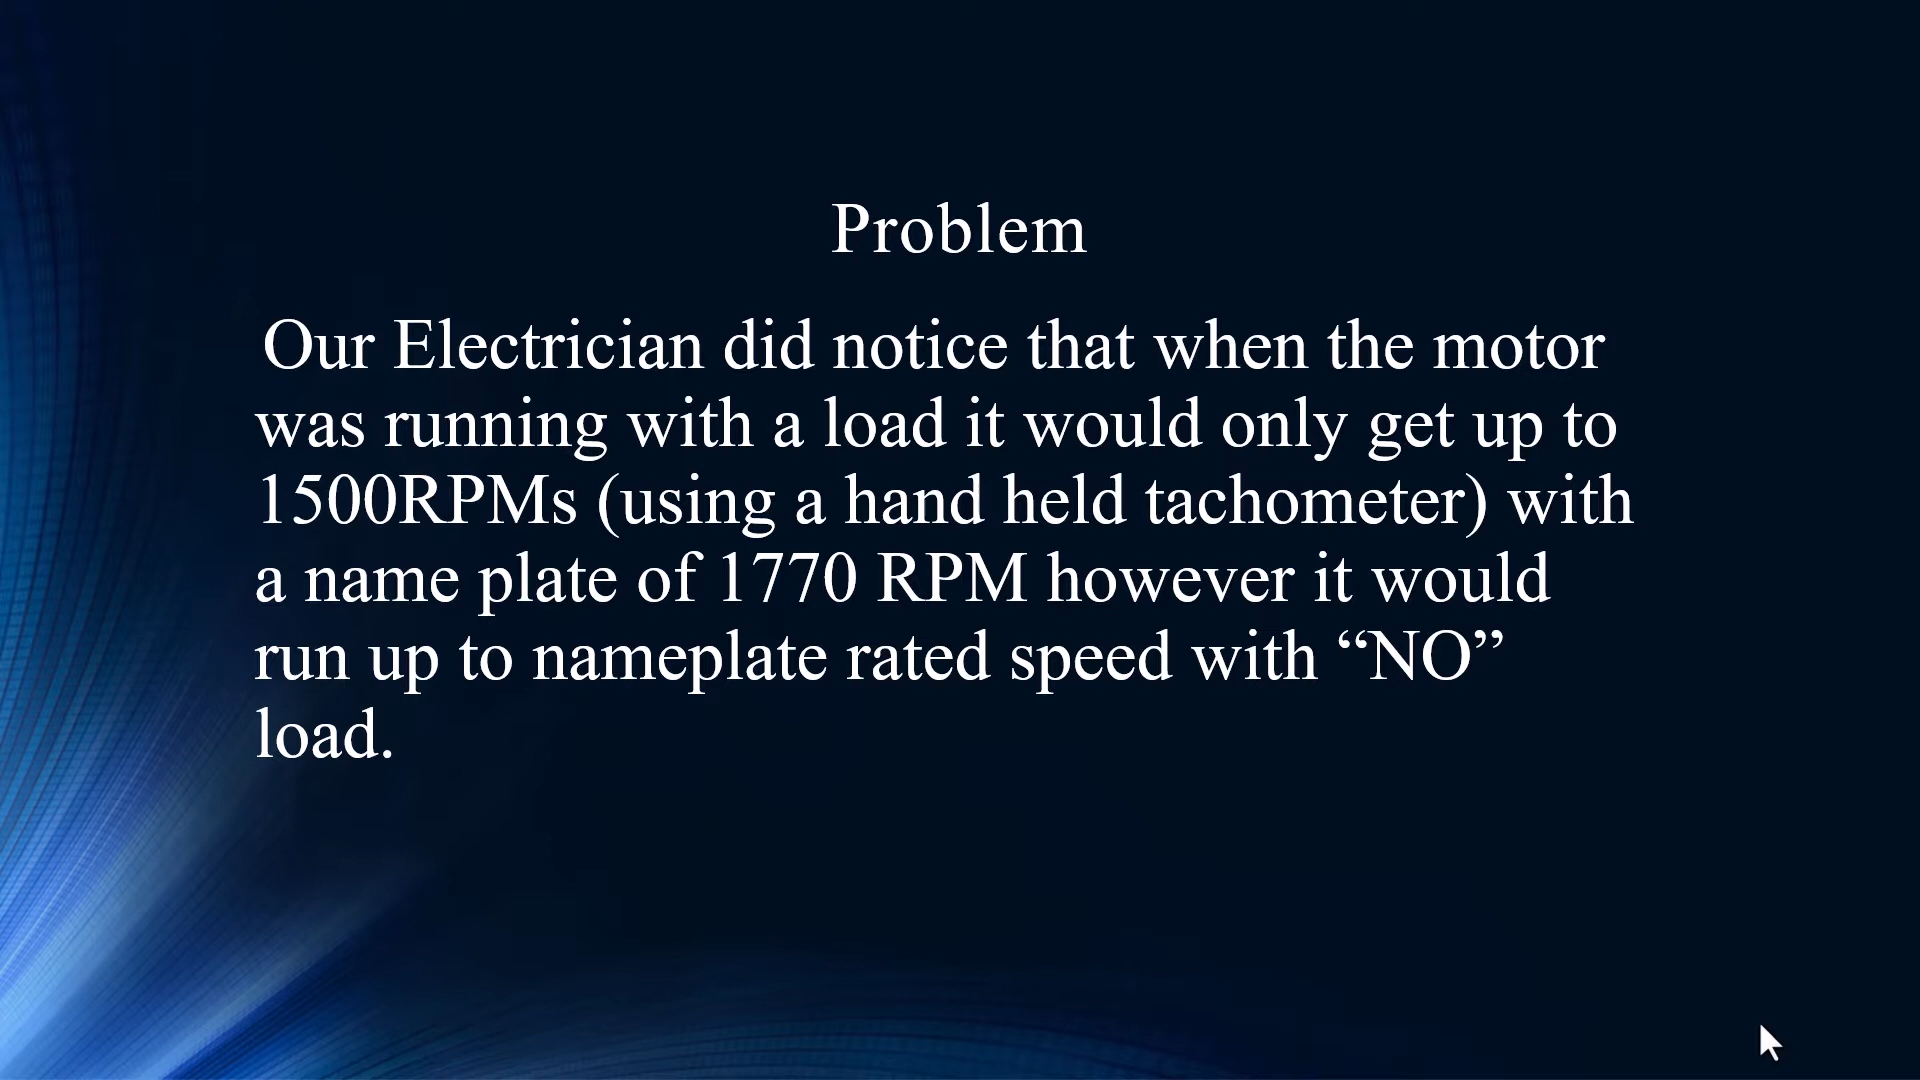 Problem
Our Electrician did notice that when the motor
was running with a load it would only get up to
1500RPMs (using a hand held tachometer) with
a name plate of 1770 RPM however it would
run up to nameplate rated speed with “NO”
load.